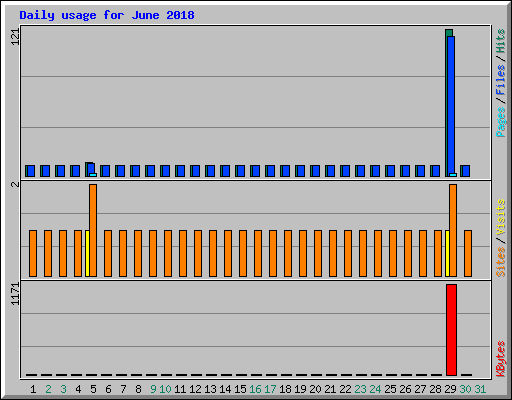 Daily usage for June 2018
121
Pages / Files / Hits
2
Sites / Visits
1171
KBytes
1 2 3 4 5 6 7 8 9 10 11 12 13 14 15 16 17 18 19 20 21 22 23 24 25 26 27 28 29 30 31